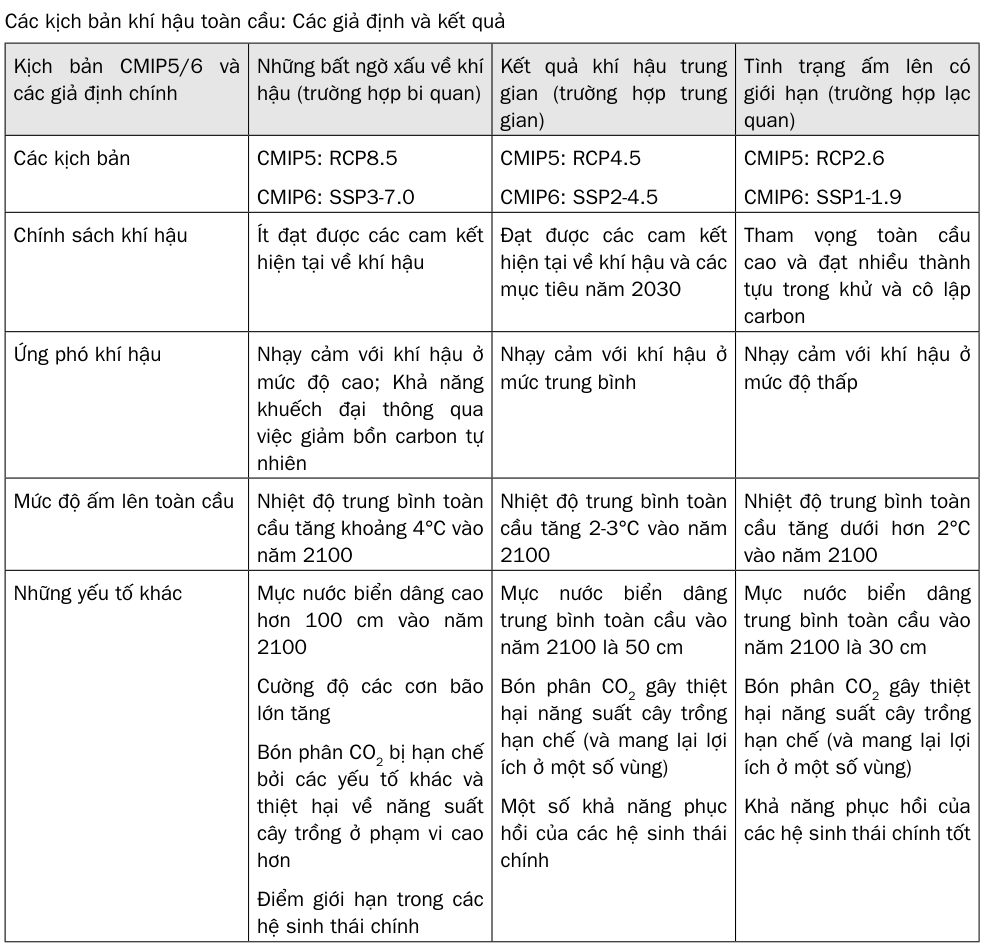 Các kịch bản khí hậu toàn cầu: Các giả định và kết quả
Kịch bản CMIP5/6 và
các giả định chính
Những bất ngờ xấu về khí
hậu (trường hợp bi quan)
Kết quả khí hậu trung
gian (trường hợp trung
gian)
Tình trạng ấm lên có
giới hạn (trường hợp lạc
quan)
Các kịch bản
CMIP5: RCP8.5
CMIP6: SSP3-7.0
CMIP5: RCP4.5
CMIP6: SSP2-4.5
CMIP5: RCP2.6
CMIP6: SSP1-1.9
Chính sách khí hậu
Ít đạt được các cam kết
hiện tại về khí hậu
Đạt được các cam kết
hiện tại về khí hậu và các
mục tiêu năm 2030
Tham vọng toàn cầu
cao và đạt nhiều thành
tựu trong khử và cô lập
carbon
Ứng phó khí hậu
Nhạy cảm với khí hậu ở
mức độ cao; Khả năng
khuếch đại thông qua
việc giảm bồn carbon tự
nhiên
Nhạy cảm với khí hậu ở
mức trung bình
Nhạy cảm với khí hậu ở
mức độ thấp
Mức độ ấm lên toàn cầu
Nhiệt độ trung bình toàn
cầu tăng khoảng 4°C vào
năm 2100
Nhiệt độ trung bình toàn
cầu tăng 2-3°C vào năm
2100
Nhiệt độ trung bình toàn
cầu tăng dưới hơn 2°C
vào năm 2100
Những yếu tố khác
Mực nước biển dâng cao
hơn 100 cm vào năm
2100
Cường độ các cơn bão
lớn tăng
Bón phân CO₂ bị hạn chế
bởi các yếu tố khác và
thiệt hại về năng suất
cây trồng ở phạm vi cao
hơn
Điểm giới hạn trong các
hệ sinh thái chính
Mực nước biển dâng
trung bình toàn cầu vào
năm 2100 là 50 cm
Bón phân CO₂ gây thiệt
hại năng suất cây trồng
hạn chế (và mang lại lợi
ích ở một số vùng)
Một số khả năng phục
hồi của các hệ sinh thái
chính
Mực nước biển dâng
trung bình toàn cầu vào
năm 2100 là 30 cm
Bón phân CO₂ gây thiệt
hại năng suất cây trồng
hạn chế (và mang lại lợi
ích ở một số vùng)
Khả năng phục hồi của
các hệ sinh thái chính tốt